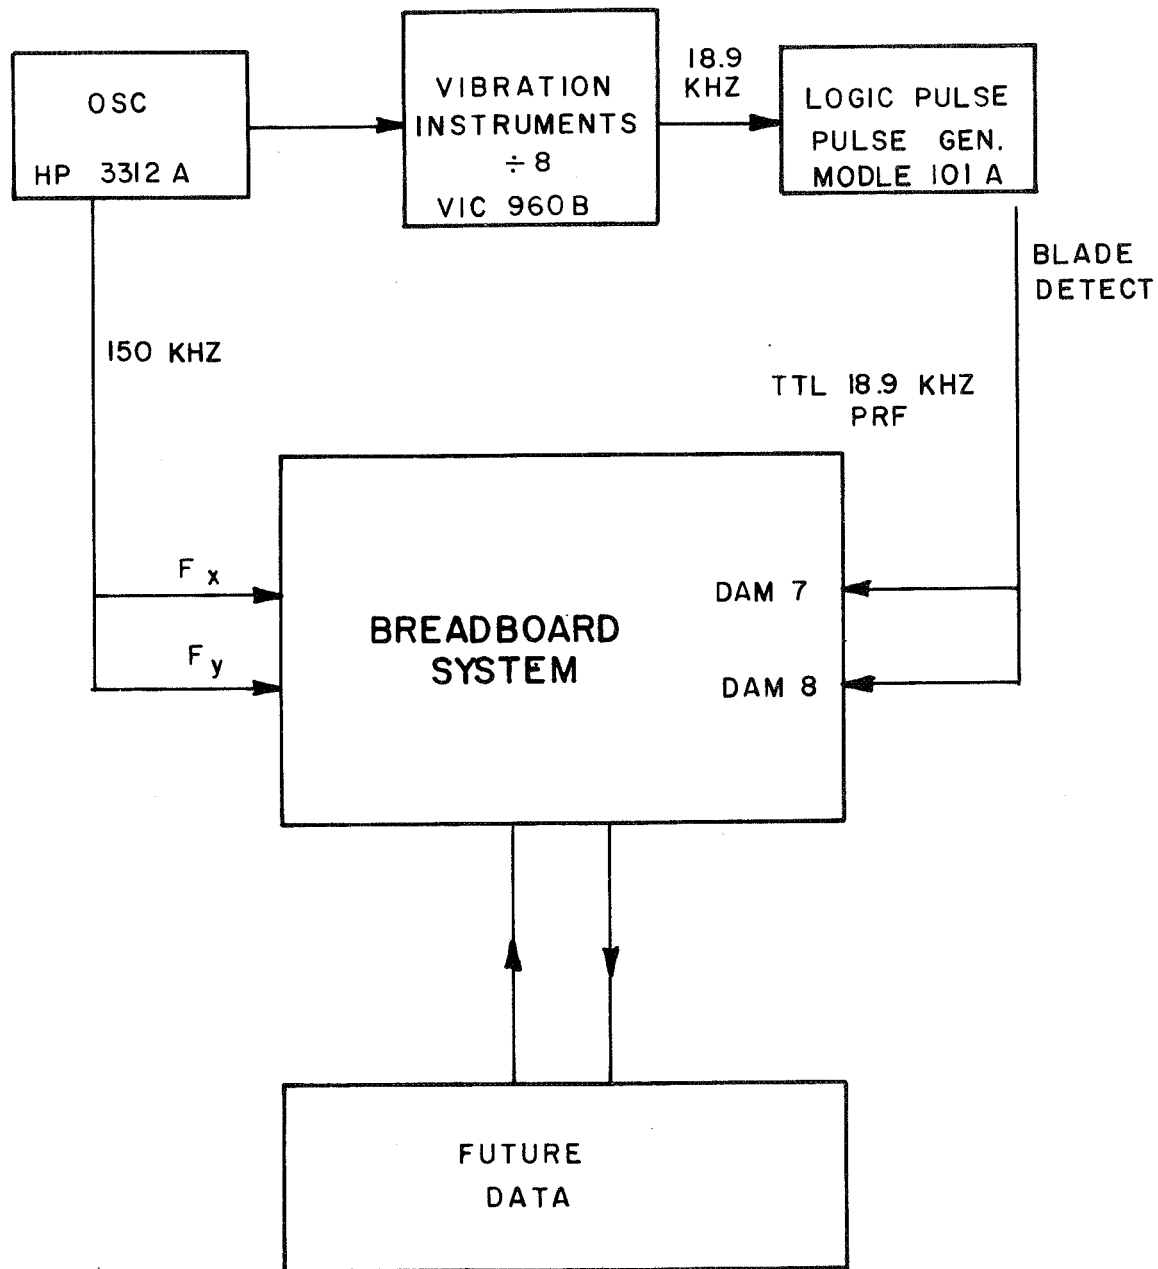 OSC
HP 3312 A
VIBRATION
INSTRUMENTS
÷ 8
VIC 960 B
18.9
KHZ
LOGIC PULSE
PULSE GEN.
MODLE 101 A
BLADE
DETECT
150 KHZ
TTL 18.9 KHZ
PRF
F x
F y
BREADBOARD
SYSTEM
DAM 7
DAM 8
FUTURE
DATA